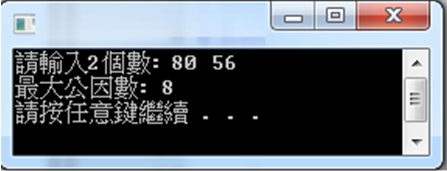 請輸入2個數: 80 56
最大公因數: 8
請按任意鍵繼續 . . .